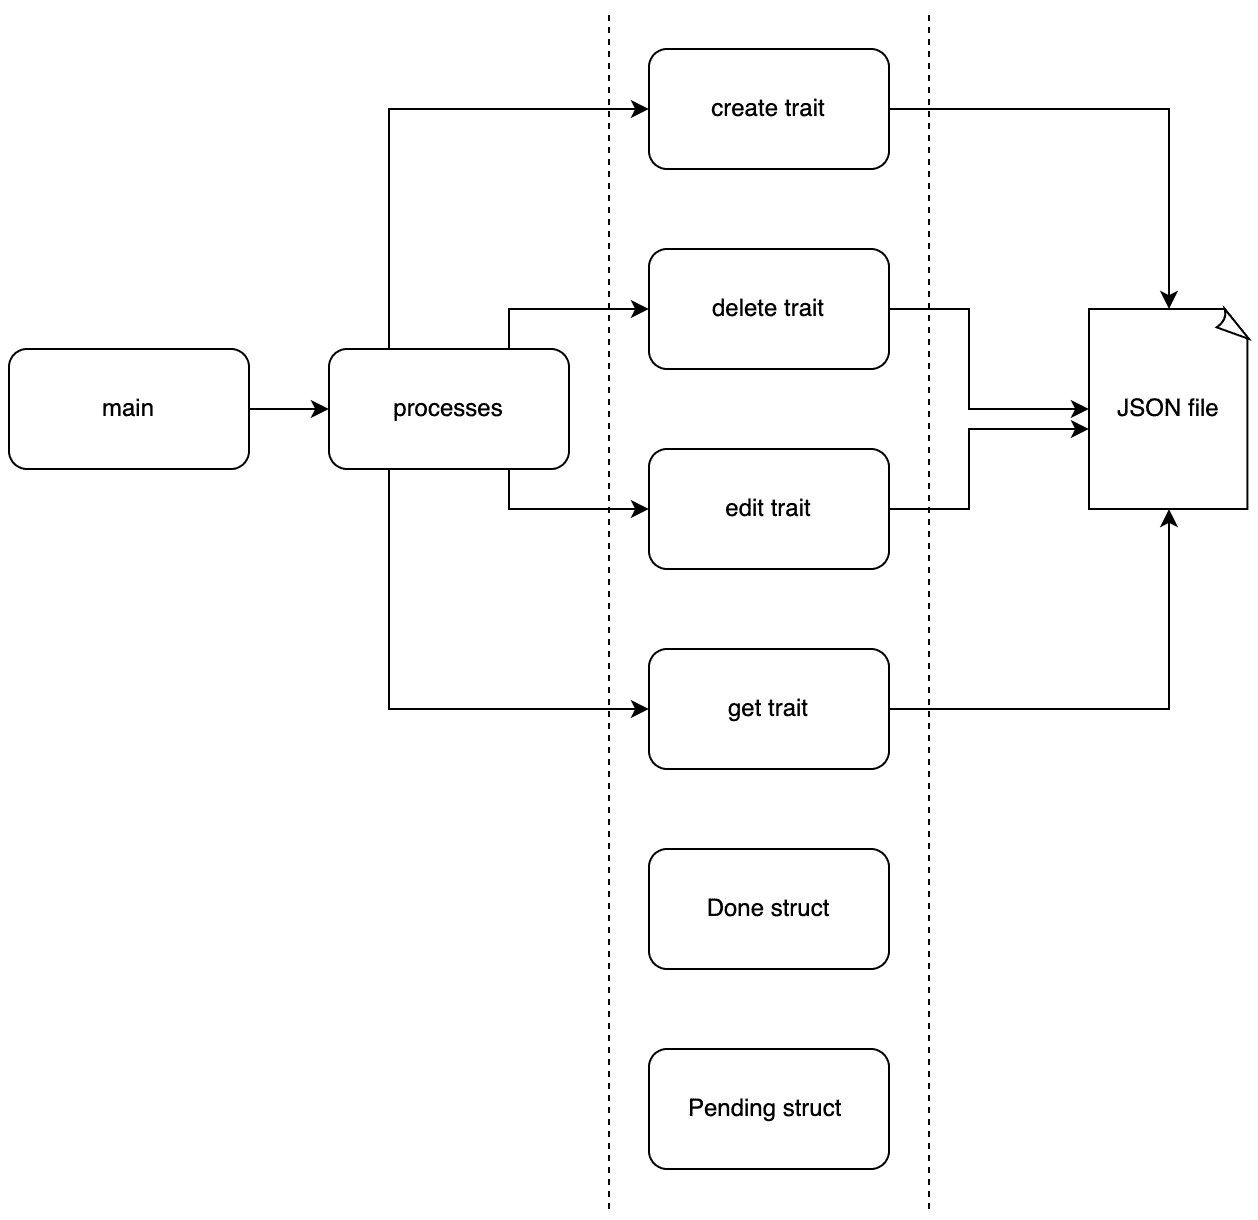 create trait
delete trait
main
processes
JSON file
edit trait
get trait
Done struct
Pending struct